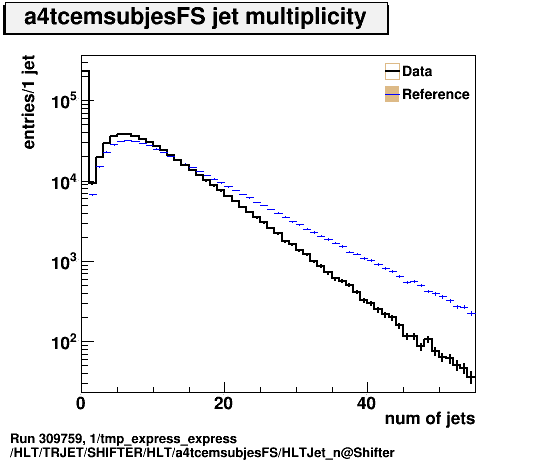 a4tcemsubjesFS jet multiplicity
entries/1 jet
Data
Reference
10^5
10^4
10^3
10^2
0 20 40
num of jets
Run 309759, 1/tmp_express_express
/HLT/TRJET/SHIFTER/HLT/a4tcemsubjesFS/HLTJet_n@Shifter